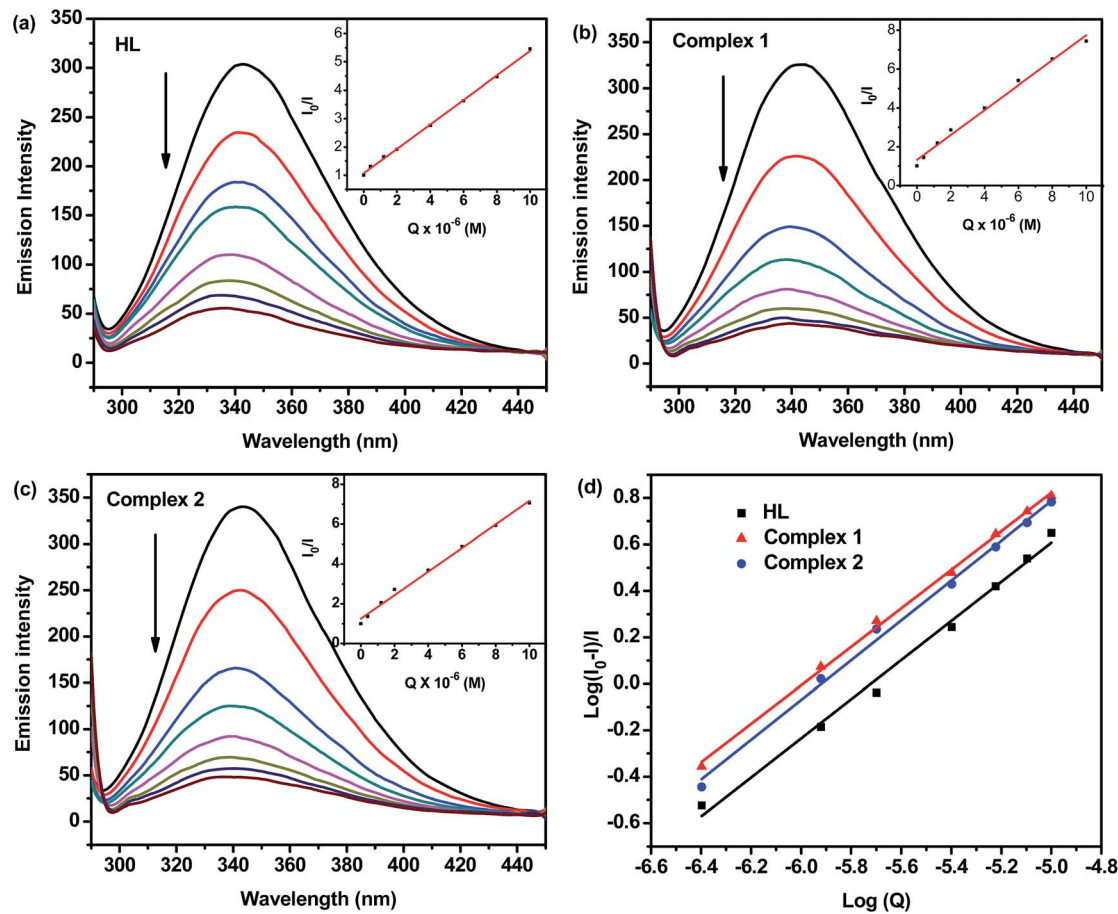 (a)
HL
350
300
250
200
150
100
50
0
300 320 340 360 380 400 420 440
Emission Intensity
Wavelength (nm)
6
5
4
3
2
1
0 2 4 6 8 10
I₀/I
Q x 10⁻⁶ (M)
(b)
Complex 1
350
300
250
200
150
100
50
0
300 320 340 360 380 400 420 440
Emission intensity
Wavelength (nm)
8
6
4
2
0
0 2 4 6 8 10
I₀/I
Q x 10⁻⁶ (M)
(c)
Complex 2
350
300
250
200
150
100
50
0
300 320 340 360 380 400 420 440
Emission intensity
Wavelength (nm)
8
6
4
2
0
0 2 4 6 8 10
I₀/I
Q X 10⁻⁶ (M)
(d)
HL
Complex 1
Complex 2
0.8
0.6
0.4
0.2
0.0
-0.2
-0.4
-0.6
-6.6 -6.4 -6.2 -6.0 -5.8 -5.6 -5.4 -5.2 -5.0 -4.8
Log(I₀-I)/I
Log (Q)